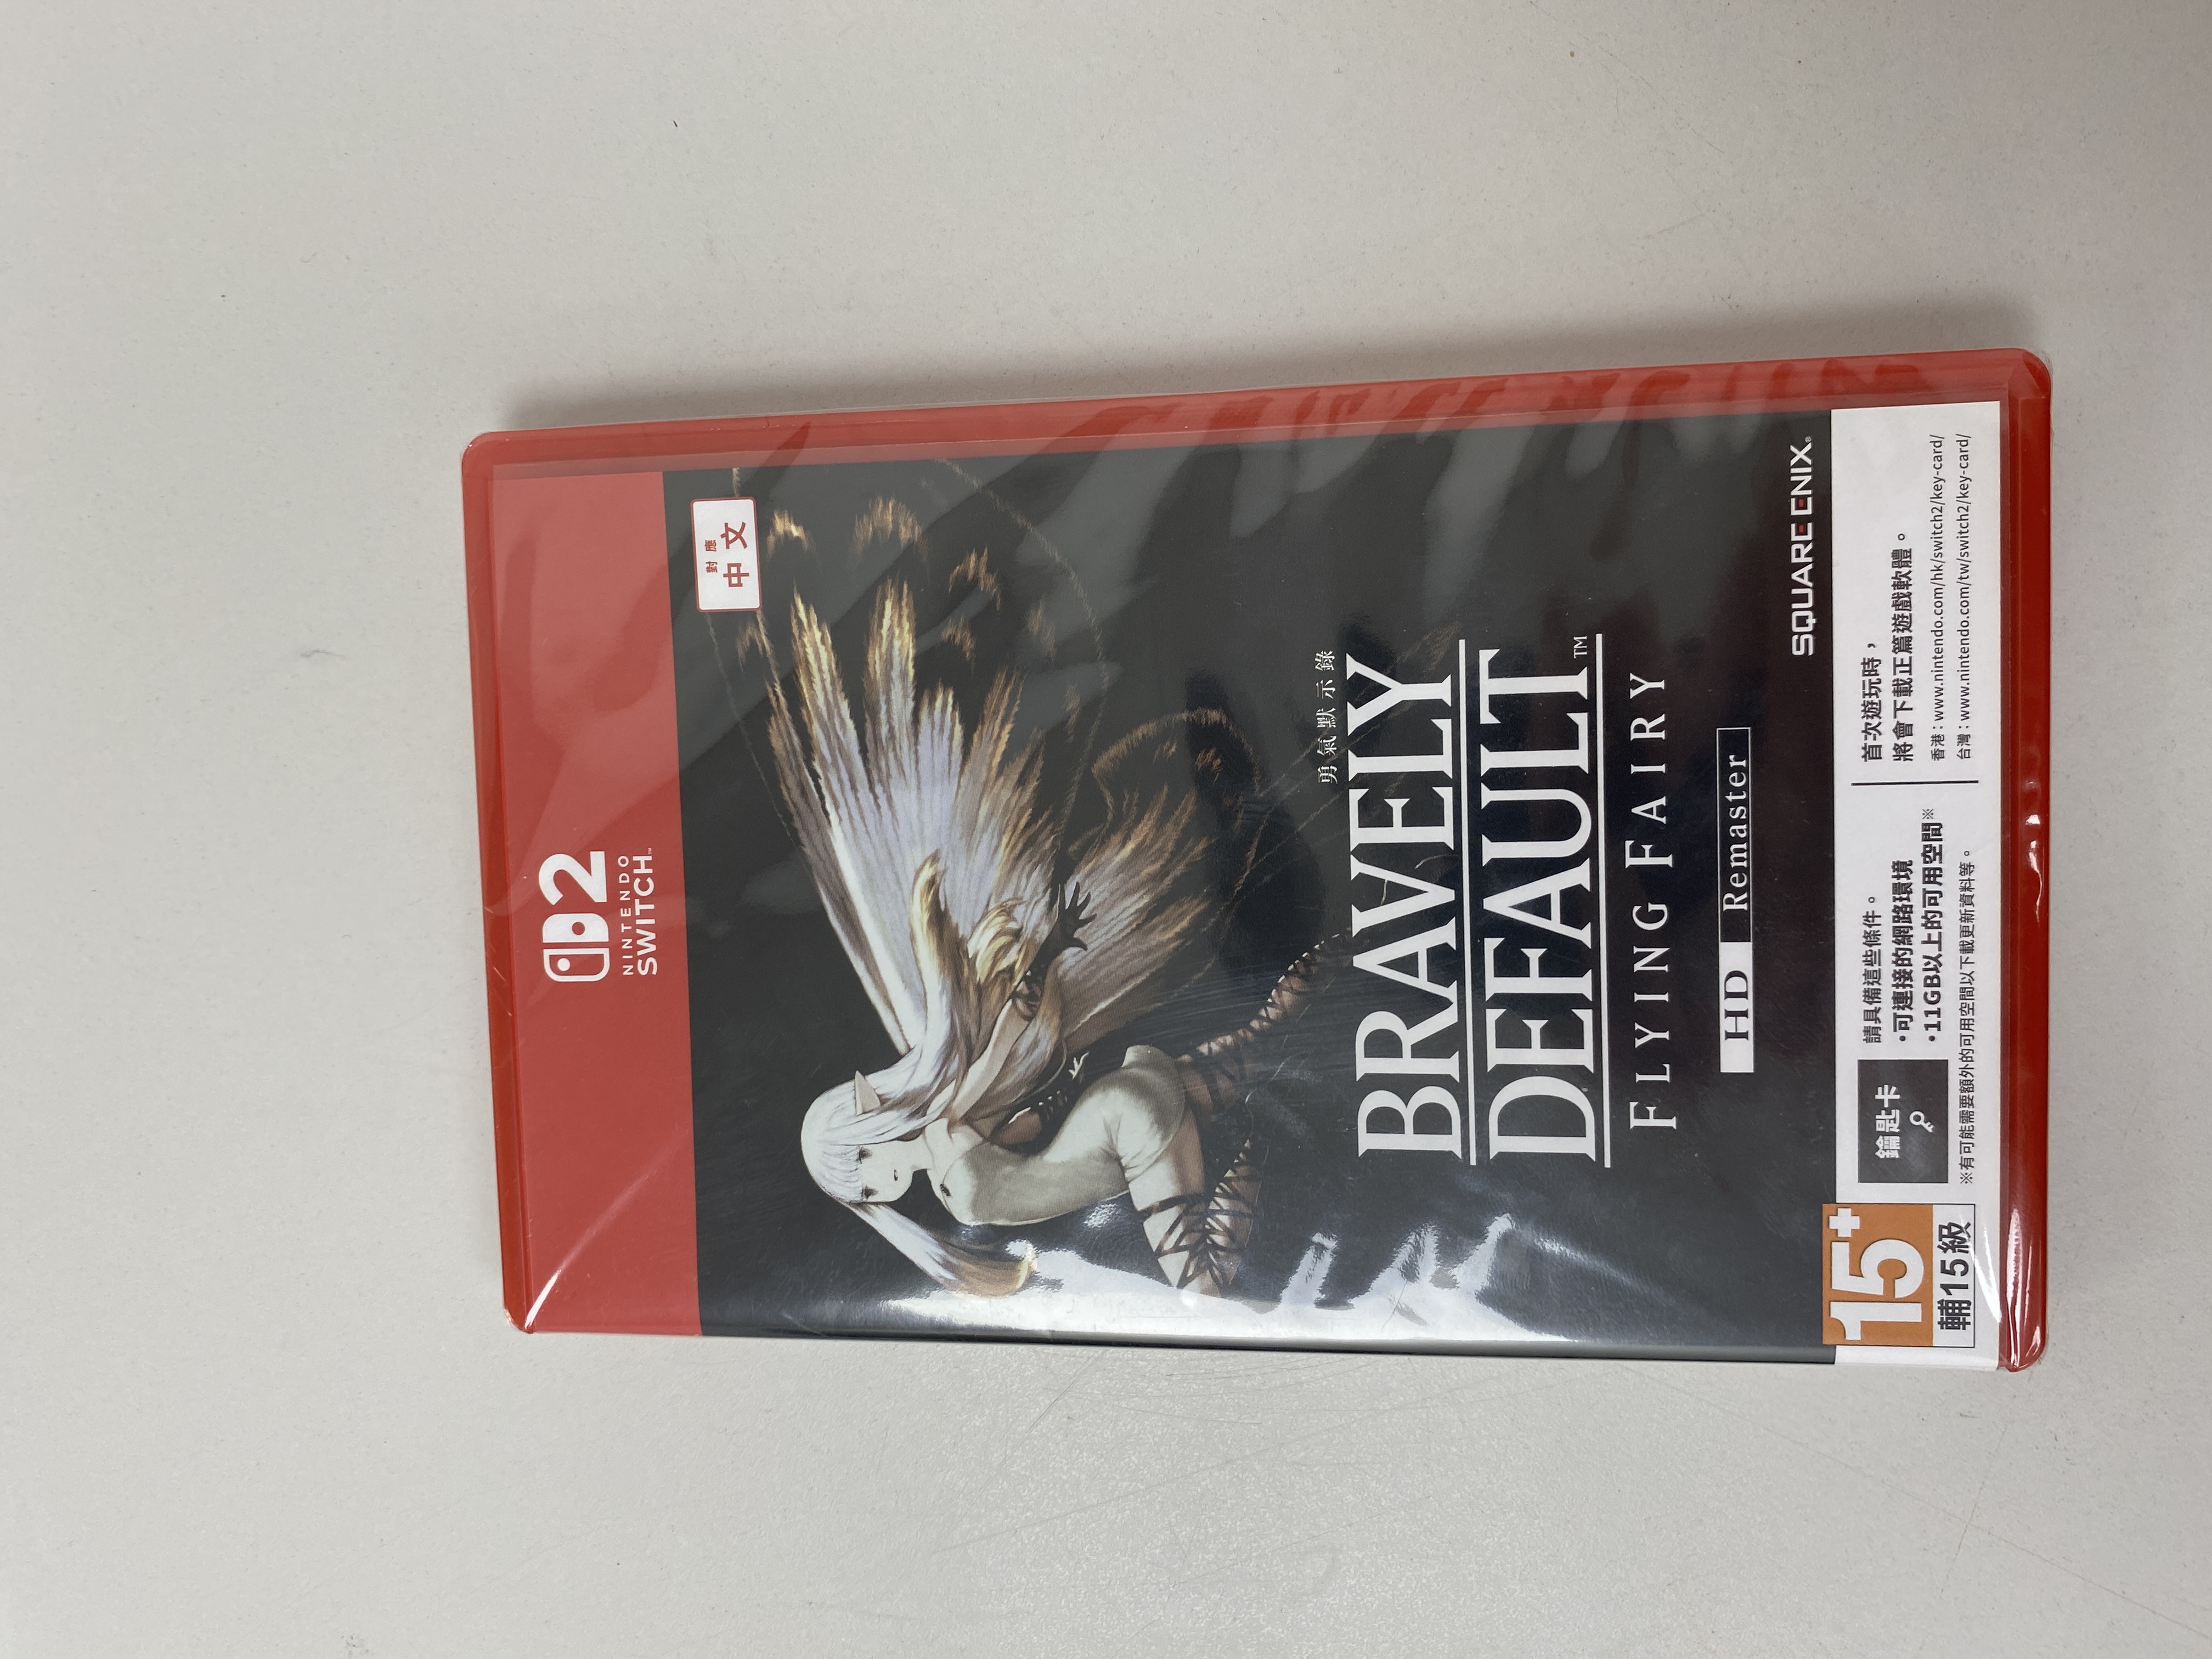 2
NINTENDO
SWITCH™
對應
中文
勇氣默示錄
BRAVELY
DEFAULT™
FLYING FAIRY
HD Remaster
SQUARE ENIX®
15+
輔15級
鑰匙卡
請具備這些條件。
•可連接的網路環境
•11GB以上的可用空間※
※有可能需要額外的可用空間以下載更新資料等。
首次遊玩時，
將會下載正篇遊戲軟體。
香港：www.nintendo.com/hk/switch2/key-card/
台灣：www.nintendo.com/tw/switch2/key-card/